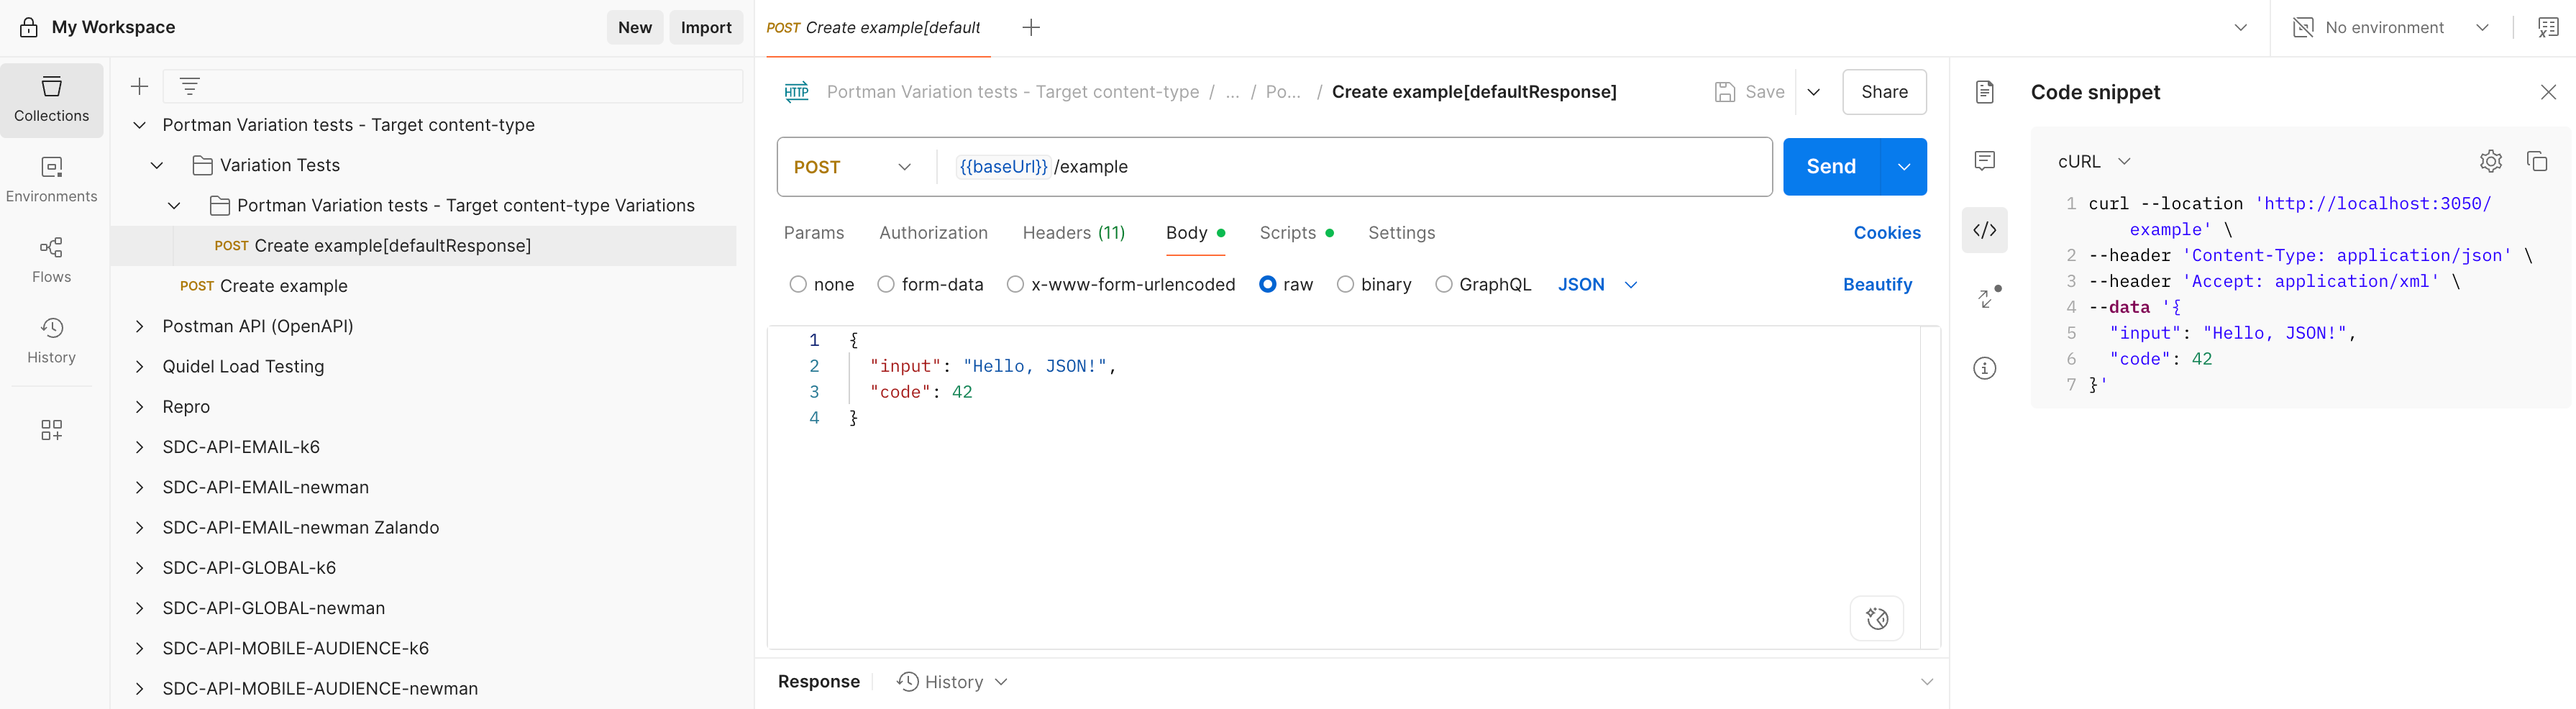 My Workspace
New
Import
Collections
Environments
Flows
History
Portman Variation tests - Target content-type
Variation Tests
Portman Variation tests - Target content-type Variations
POST Create example[defaultResponse]
POST Create example
Postman API (OpenAPI)
Quidel Load Testing
Repro
SDC-API-EMAIL-k6
SDC-API-EMAIL-newman
SDC-API-EMAIL-newman Zalando
SDC-API-GLOBAL-k6
SDC-API-GLOBAL-newman
SDC-API-MOBILE-AUDIENCE-k6
SDC-API-MOBILE-AUDIENCE-newman
POST Create example[default
No environment
HTTP Portman Variation tests - Target content-type / ... / Po... / Create example[defaultResponse]
Save
Share
POST
{{baseUrl}} /example
Send
Params Authorization Headers (11) Body Scripts Settings
Cookies
none form-data x-www-form-urlencoded raw binary GraphQL JSON
Beautify
1 {
2 "input": "Hello, JSON!",
3 "code": 42
4 }
Response
History
Code snippet
cURL
1 curl --location 'http://localhost:3050/
example' \
2 --header 'Content-Type: application/json' \
3 --header 'Accept: application/xml' \
4 --data '{
5 "input": "Hello, JSON!",
6 "code": 42
7 }'